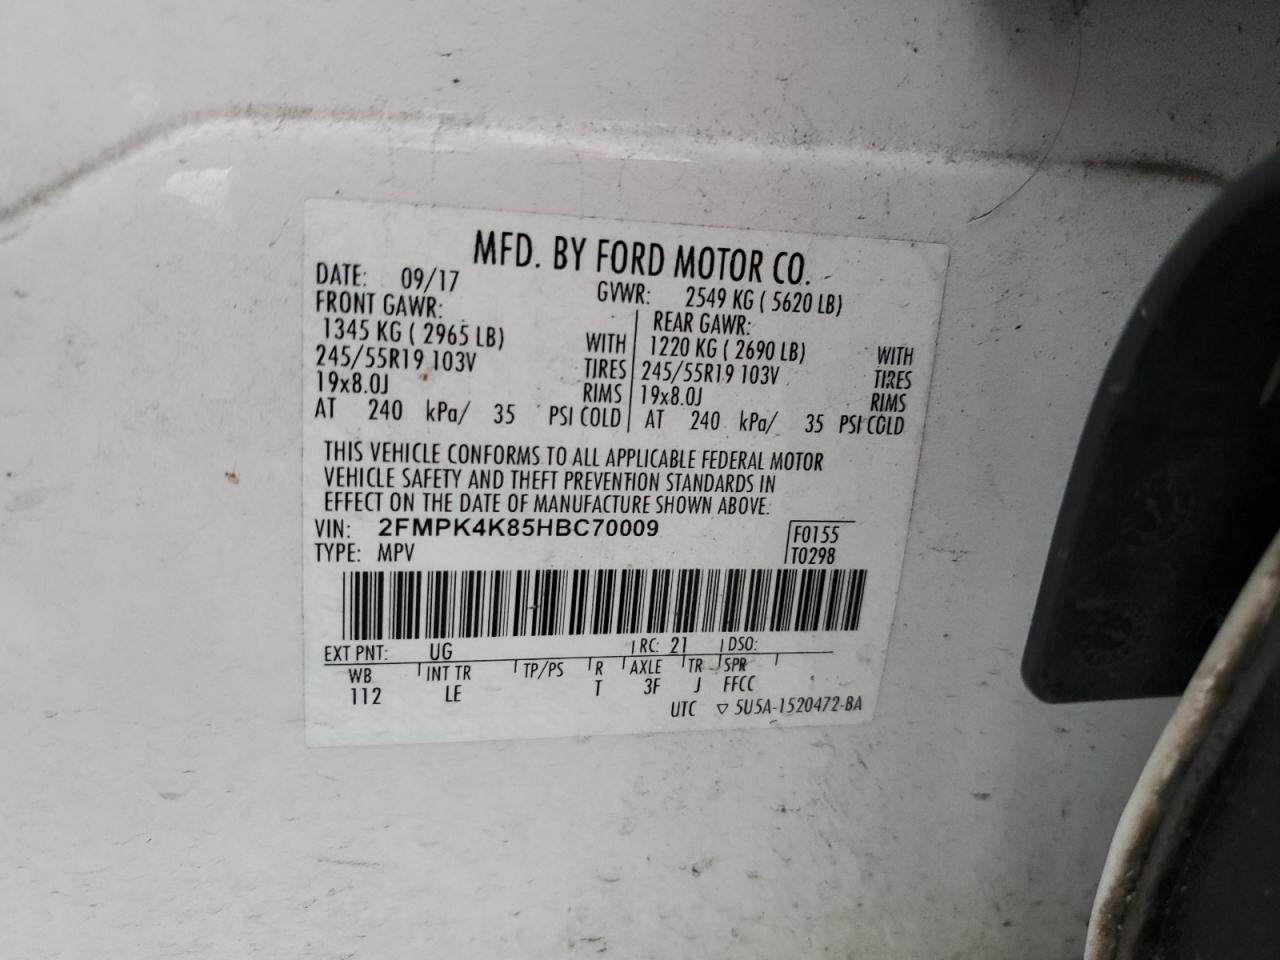 MFD. BY FORD MOTOR CO.
DATE: 09/17 GVWR: 2549 KG ( 5620 LB)
FRONT GAWR: REAR GAWR:
1345 KG ( 2965 LB) WITH 1220 KG ( 2690 LB) WITH
245/55R19 103V TIRES 245/55R19 103V TIRES
19x8.0J RIMS 19x8.0J RIMS
AT 240 kPa/ 35 PSI COLD AT 240 kPa/ 35 PSI COLD
THIS VEHICLE CONFORMS TO ALL APPLICABLE FEDERAL MOTOR
VEHICLE SAFETY AND THEFT PREVENTION STANDARDS IN
EFFECT ON THE DATE OF MANUFACTURE SHOWN ABOVE.
VIN: 2FMPK4K85HBC70009 F0155
TYPE: MPV T0298
EXT PNT: UG RC: 21 DSO:
WB INT TR TP/PS R AXLE TR SPR
112 LE T 3F J FFCC
UTC ▽ 5U5A-1520472-BA